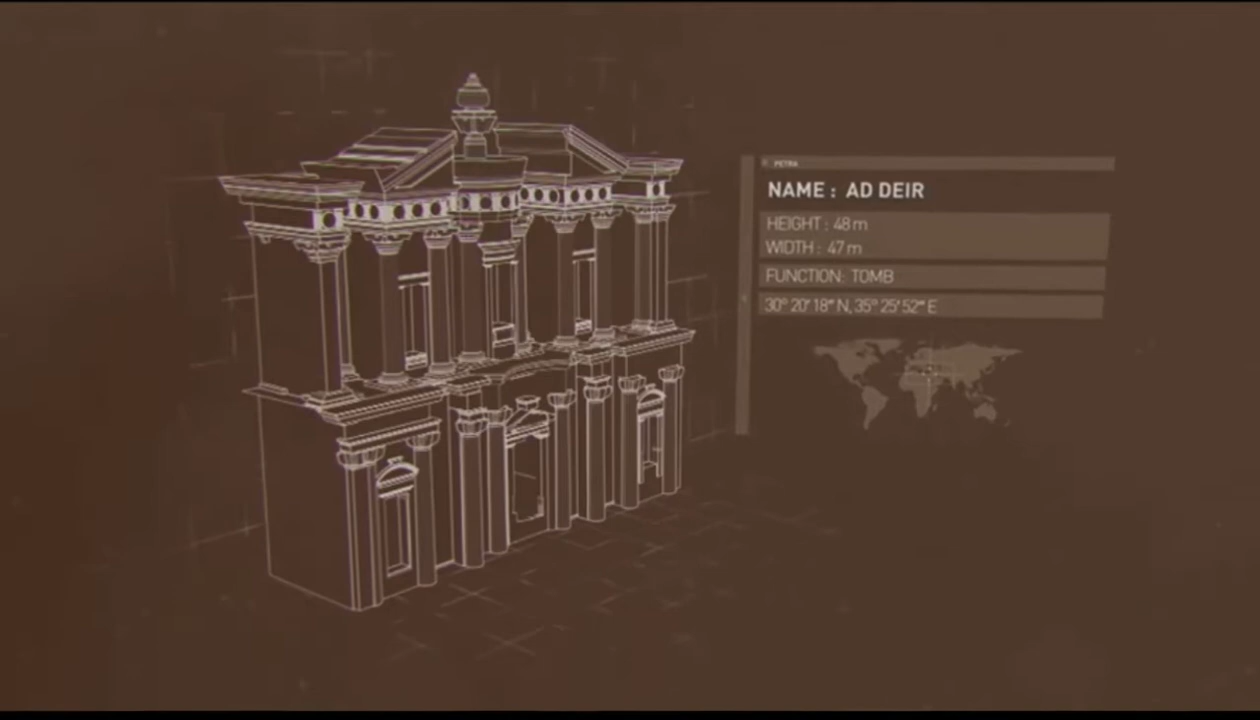 PETRA
NAME : AD DEIR
HEIGHT : 48 m
WIDTH : 47 m
FUNCTION: TOMB
30° 20' 18" N, 35° 25' 52" E